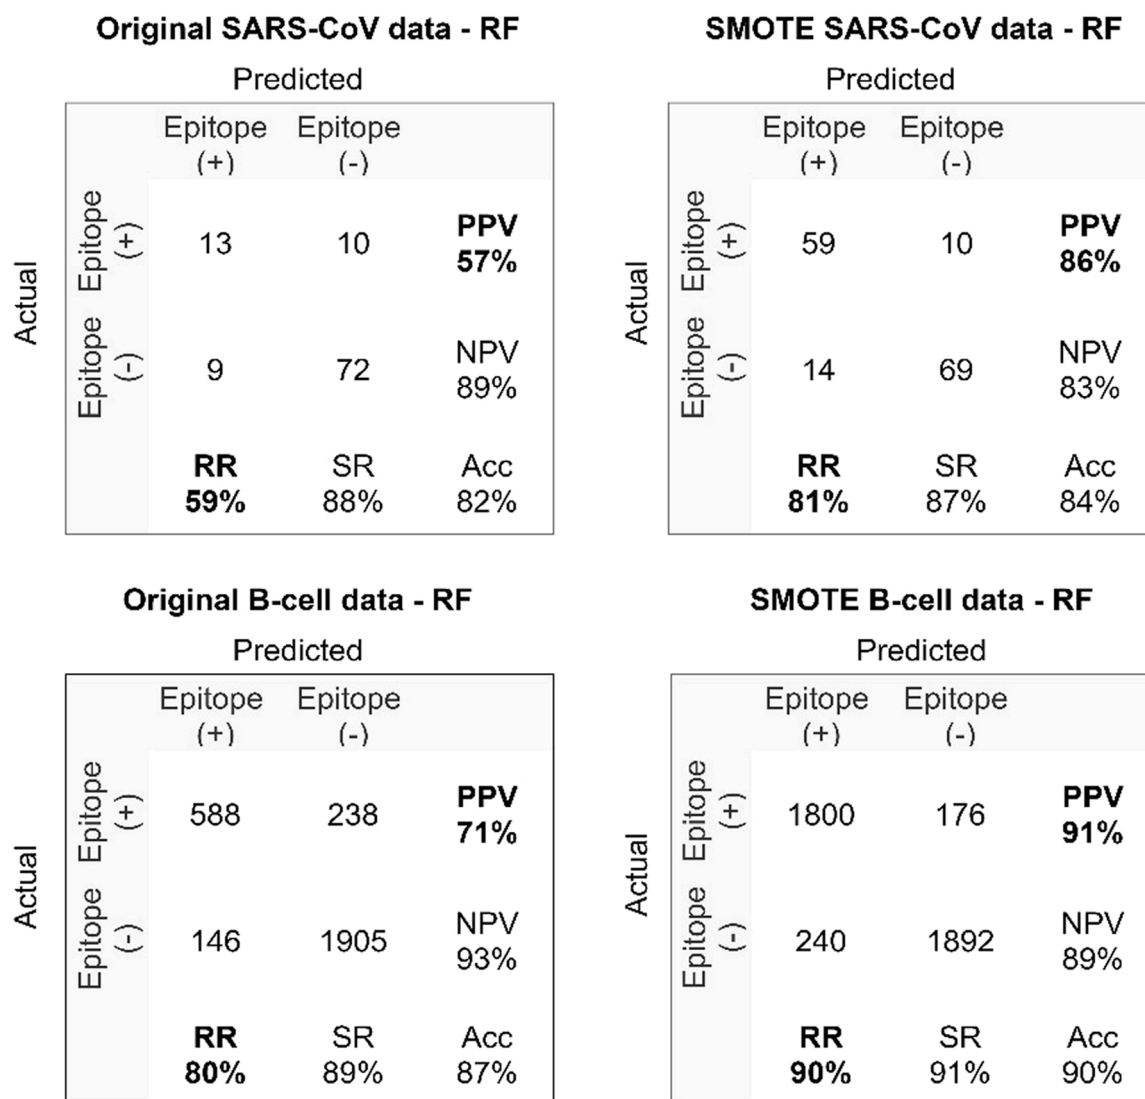 Original SARS-CoV data - RF
Predicted
Epitope (+) Epitope (-)
Actual
Epitope (+) 13 10 PPV 57%
Epitope (-) 9 72 NPV 89%
RR 59% SR 88% Acc 82%
SMOTE SARS-CoV data - RF
Predicted
Epitope (+) Epitope (-)
Actual
Epitope (+) 59 10 PPV 86%
Epitope (-) 14 69 NPV 83%
RR 81% SR 87% Acc 84%
Original B-cell data - RF
Predicted
Epitope (+) Epitope (-)
Actual
Epitope (+) 588 238 PPV 71%
Epitope (-) 146 1905 NPV 93%
RR 80% SR 89% Acc 87%
SMOTE B-cell data - RF
Predicted
Epitope (+) Epitope (-)
Actual
Epitope (+) 1800 176 PPV 91%
Epitope (-) 240 1892 NPV 89%
RR 90% SR 91% Acc 90%